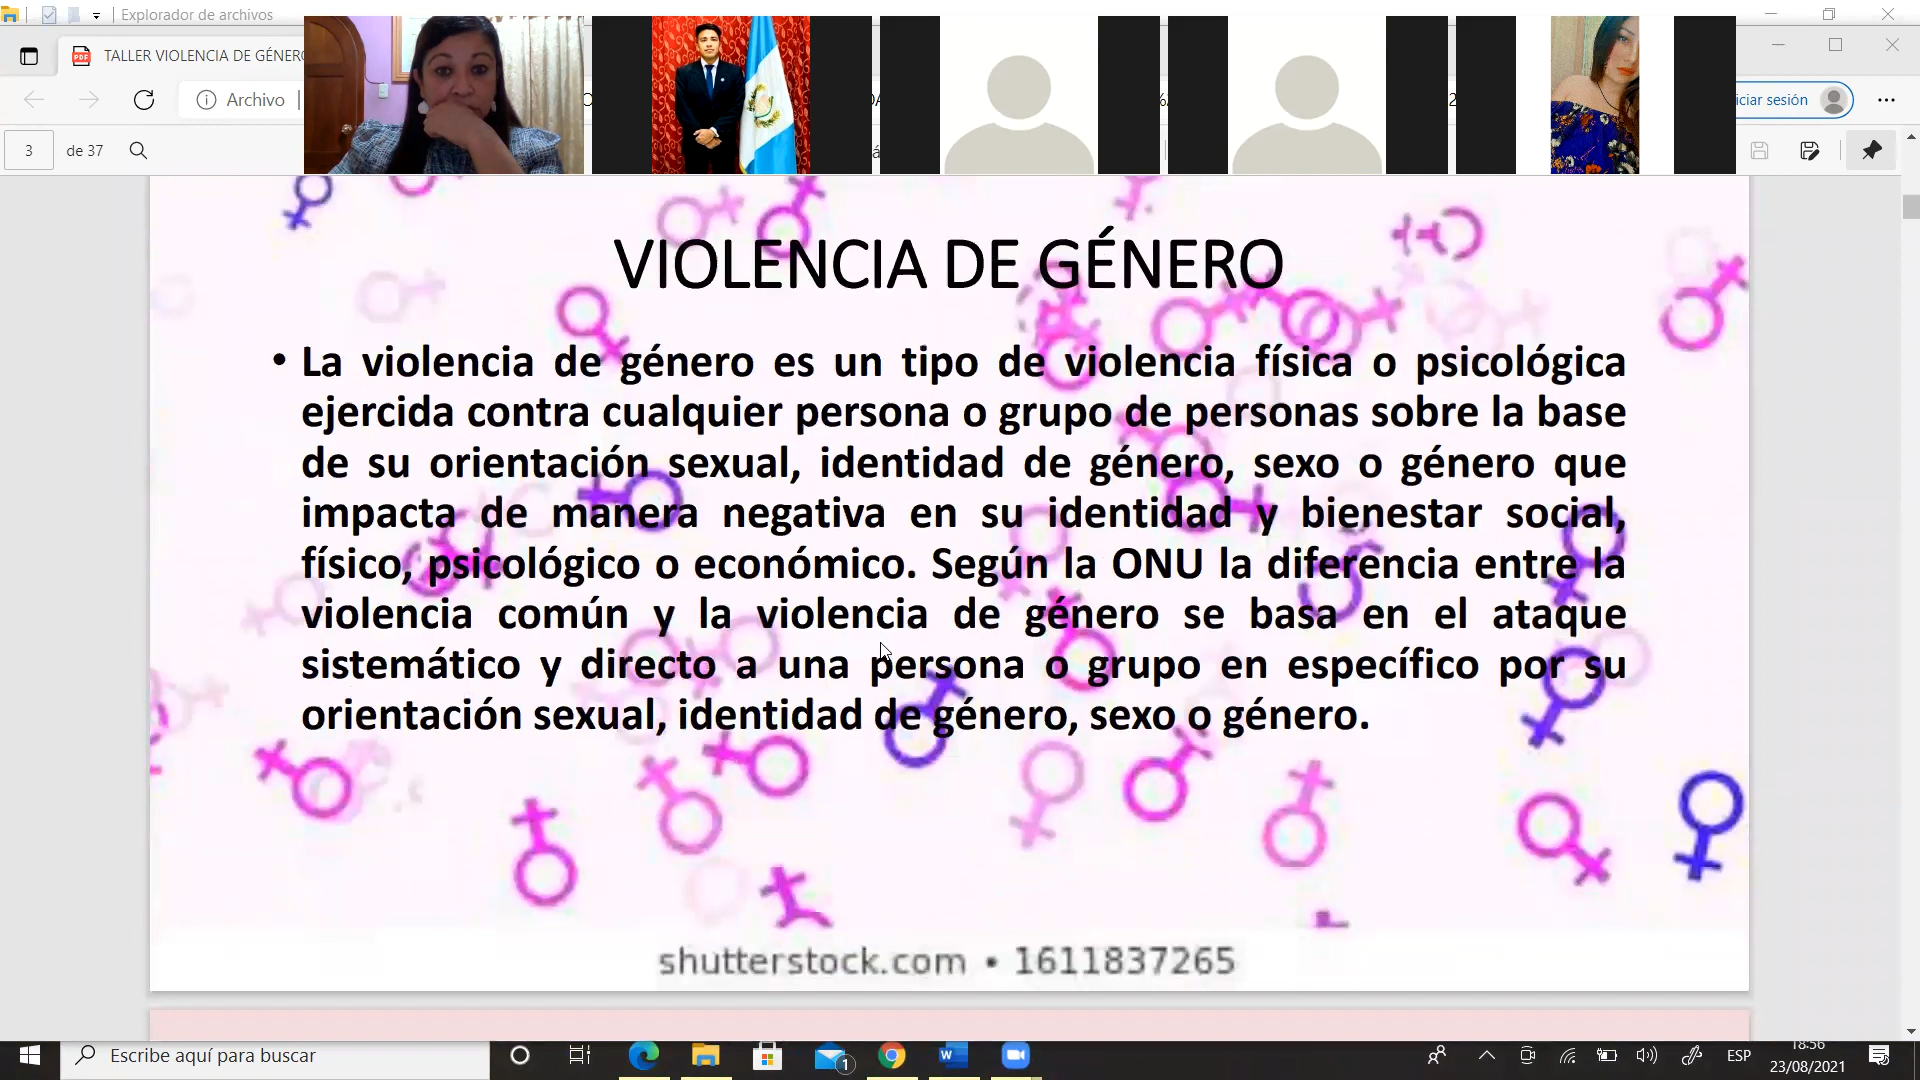 Explorador de archivos
TALLER VIOLENCIA DE GÉNERO
Archivo
iciar sesión
3
de 37
VIOLENCIA DE GÉNERO
• La violencia de género es un tipo de violencia física o psicológica
ejercida contra cualquier persona o grupo de personas sobre la base
de su orientación sexual, identidad de género, sexo o género que
impacta de manera negativa en su identidad y bienestar social,
físico, psicológico o económico. Según la ONU la diferencia entre la
violencia común y la violencia de género se basa en el ataque
sistemático y directo a una persona o grupo en específico por su
orientación sexual, identidad de género, sexo o género.
shutterstock.com • 1611837265
Escribe aquí para buscar
1
ESP
18:56
23/08/2021